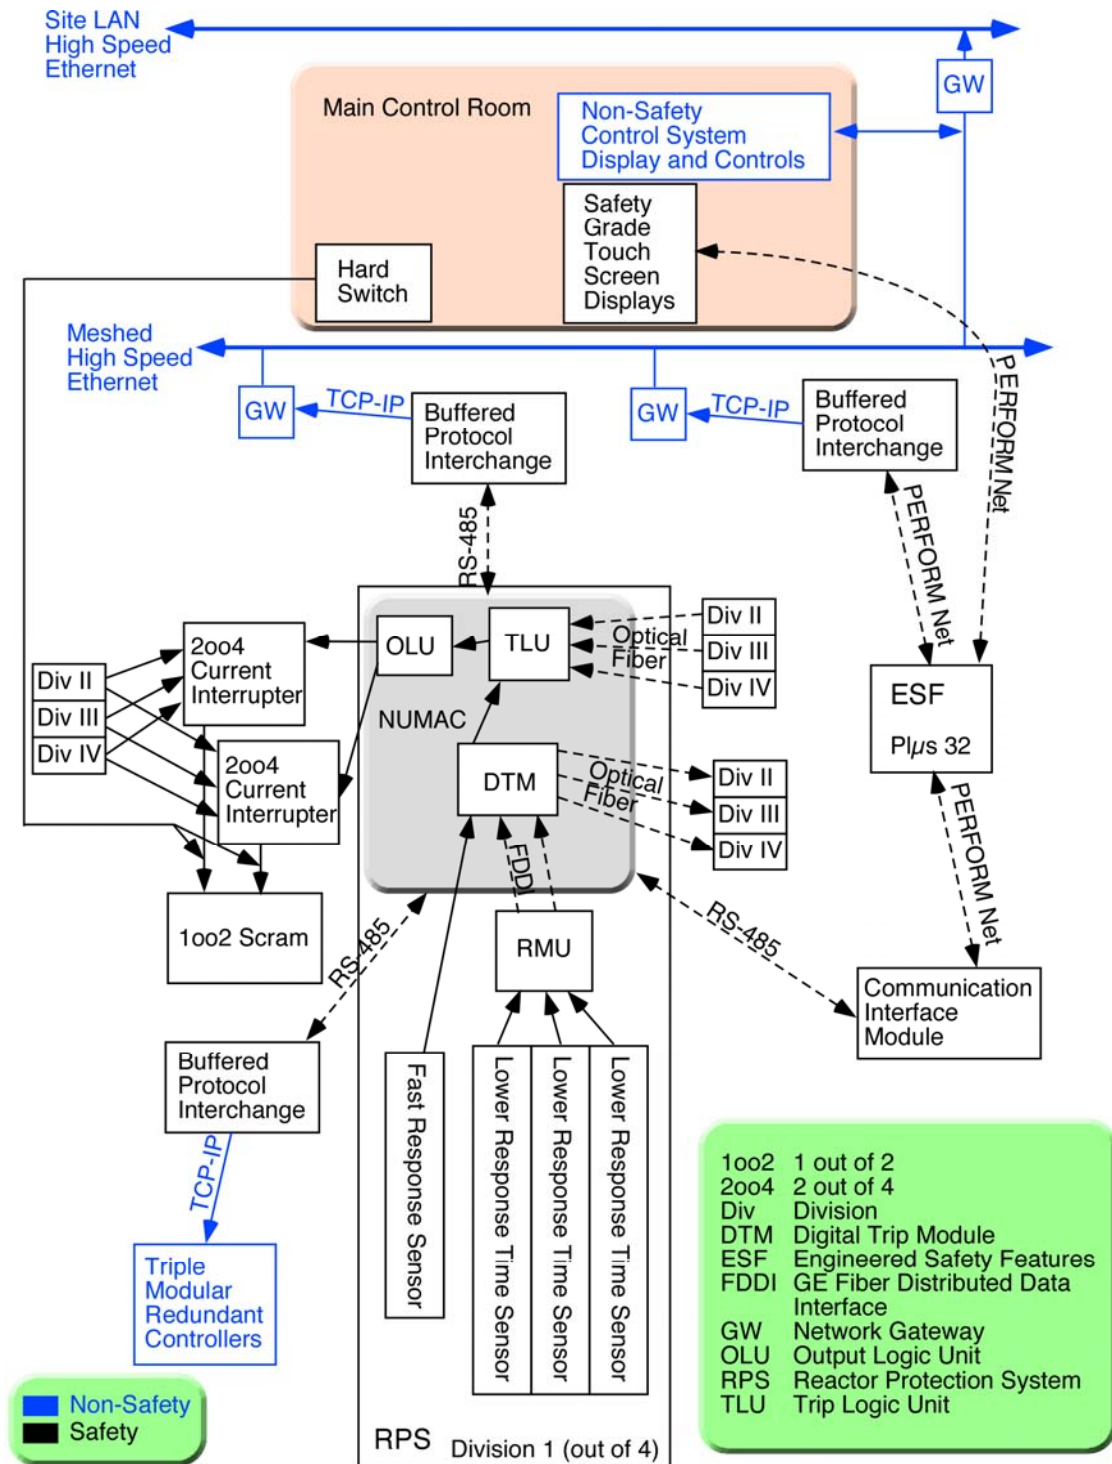 Site LAN
High Speed
Ethernet
GW
Main Control Room
Non-Safety
Control System
Display and Controls
Safety
Grade
Touch
Screen
Displays
Hard
Switch
Meshed
High Speed
Ethernet
GW
TCP-IP
Buffered
Protocol
Interchange
GW
TCP-IP
Buffered
Protocol
Interchange
PERFORM Net
RS-485
PERFORM Net
2oo4
Current
Interrupter
OLU
TLU
Optical
Fiber
Div II
Div III
Div IV
Div II
Div III
Div IV
NUMAC
ESF
Plµs 32
2oo4
Current
Interrupter
DTM
Optical
Fiber
Div II
Div III
Div IV
PERFORM Net
FDDI
1oo2 Scram
RS-485
RMU
RS-485
Communication
Interface
Module
Buffered
Protocol
Interchange
Fast Response Sensor
Lower Response Time Sensor
Lower Response Time Sensor
Lower Response Time Sensor
TCP-IP
Triple
Modular
Redundant
Controllers
1oo2 1 out of 2
2oo4 2 out of 4
Div Division
DTM Digital Trip Module
ESF Engineered Safety Features
FDDI GE Fiber Distributed Data
Interface
GW Network Gateway
OLU Output Logic Unit
RPS Reactor Protection System
TLU Trip Logic Unit
Non-Safety
Safety
RPS Division 1 (out of 4)